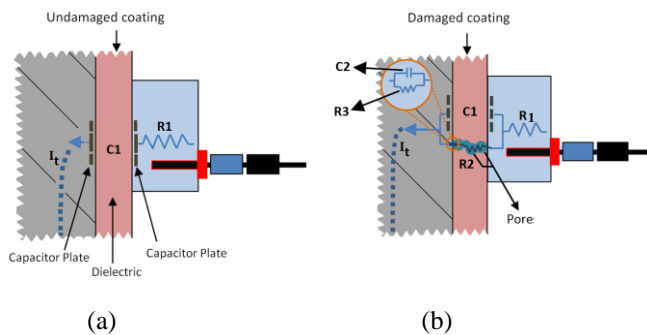 Undamaged coating
C1
R1
It
Capacitor Plate
Capacitor Plate
Dielectric
(a)
Damaged coating
C2
R3
C1
R1
It
R2
Pore
(b)